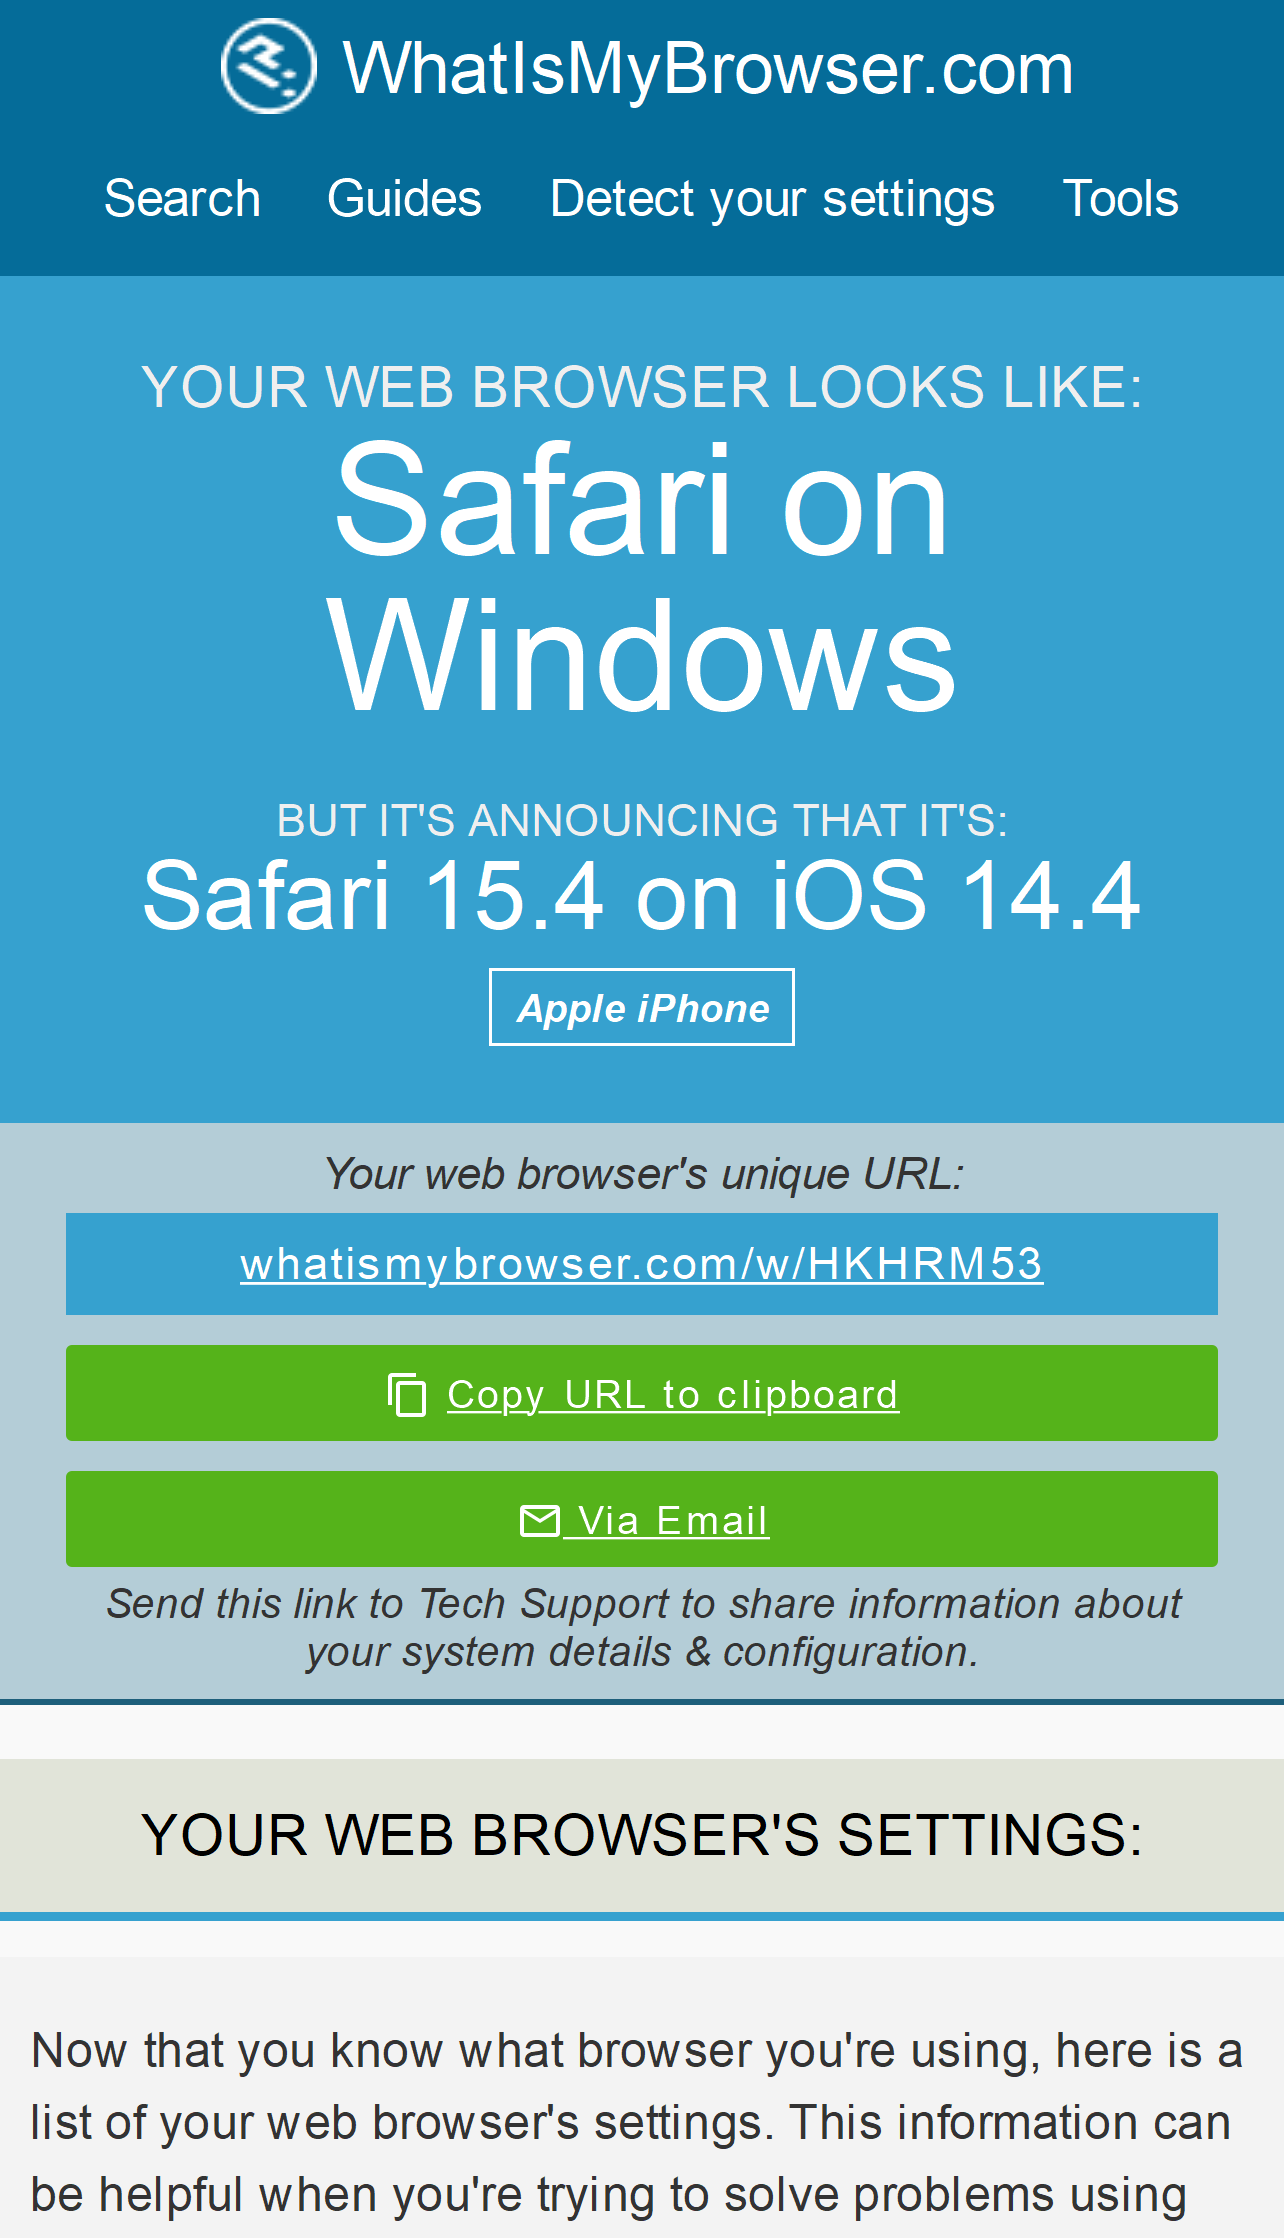 WhatIsMyBrowser.com
Search Guides Detect your settings Tools
YOUR WEB BROWSER LOOKS LIKE:
Safari on
Windows
BUT IT'S ANNOUNCING THAT IT'S:
Safari 15.4 on iOS 14.4
Apple iPhone
Your web browser's unique URL:
whatismybrowser.com/w/HKHRM53
Copy URL to clipboard
Via Email
Send this link to Tech Support to share information about
your system details & configuration.
YOUR WEB BROWSER'S SETTINGS:
Now that you know what browser you're using, here is a
list of your web browser's settings. This information can
be helpful when you're trying to solve problems using